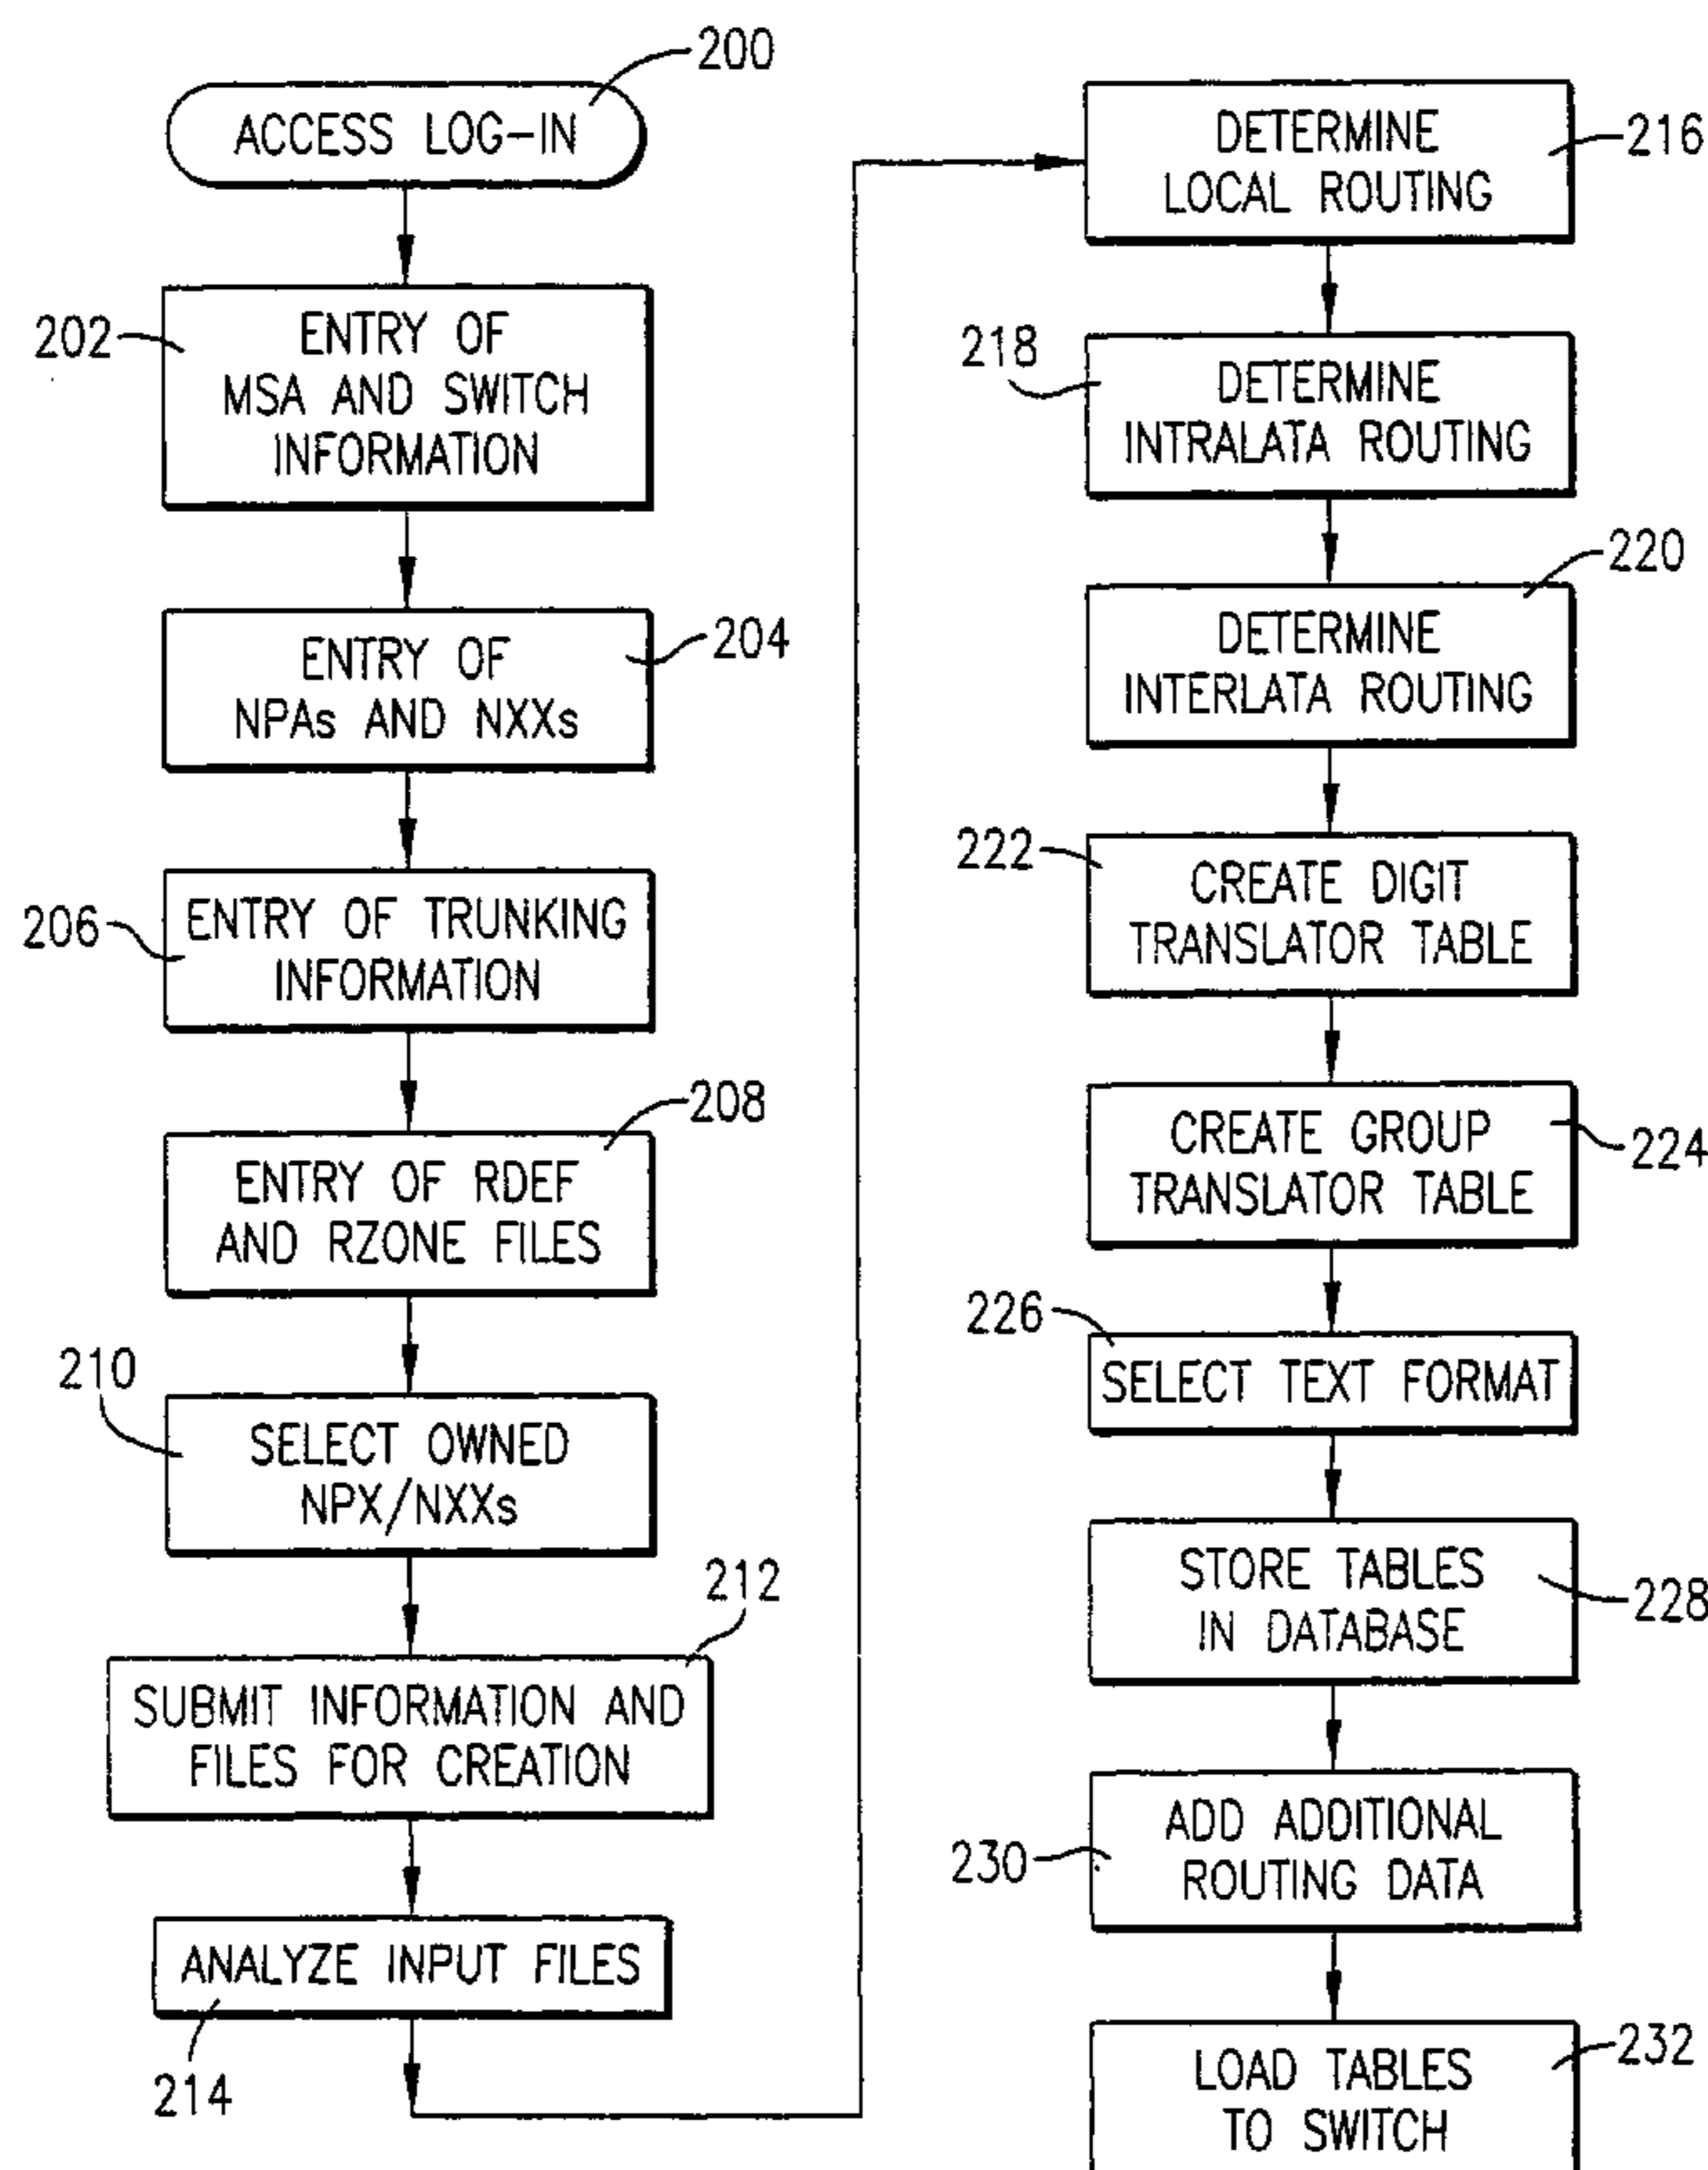 200
ACCESS LOG-IN
202
ENTRY OF
MSA AND SWITCH
INFORMATION
204
ENTRY OF
NPAs AND NXXs
206
ENTRY OF TRUNKING
INFORMATION
208
ENTRY OF RDEF
AND RZONE FILES
210
SELECT OWNED
NPX/NXXs
212
SUBMIT INFORMATION AND
FILES FOR CREATION
ANALYZE INPUT FILES
214
DETERMINE
LOCAL ROUTING
216
218
DETERMINE
INTRALATA ROUTING
220
DETERMINE
INTERLATA ROUTING
222
CREATE DIGIT
TRANSLATOR TABLE
CREATE GROUP
TRANSLATOR TABLE
224
226
SELECT TEXT FORMAT
STORE TABLES
IN DATABASE
228
ADD ADDITIONAL
ROUTING DATA
230
LOAD TABLES
TO SWITCH
232